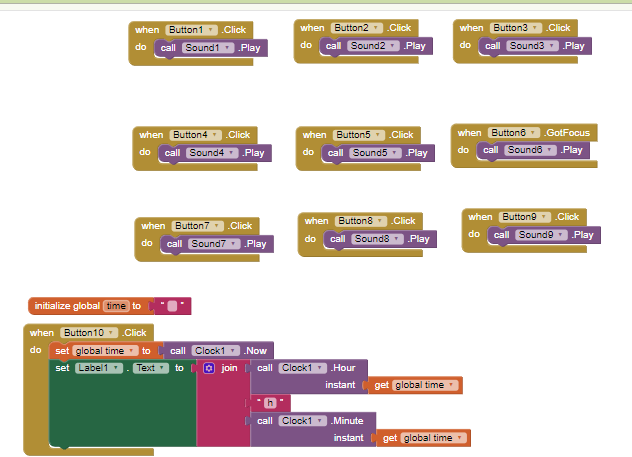 when Button1 .Click
do call Sound1 .Play
when Button2 .Click
do call Sound2 .Play
when Button3 .Click
do call Sound3 .Play
when Button4 .Click
do call Sound4 .Play
when Button5 .Click
do call Sound5 .Play
when Button6 .GotFocus
do call Sound6 .Play
when Button7 .Click
do call Sound7 .Play
when Button8 .Click
do call Sound8 .Play
when Button9 .Click
do call Sound9 .Play
initialize global time to " "
when Button10 .Click
do set global time to call Clock1 .Now
set Label1 . Text to join call Clock1 .Hour
instant get global time
" h "
call Clock1 .Minute
instant get global time